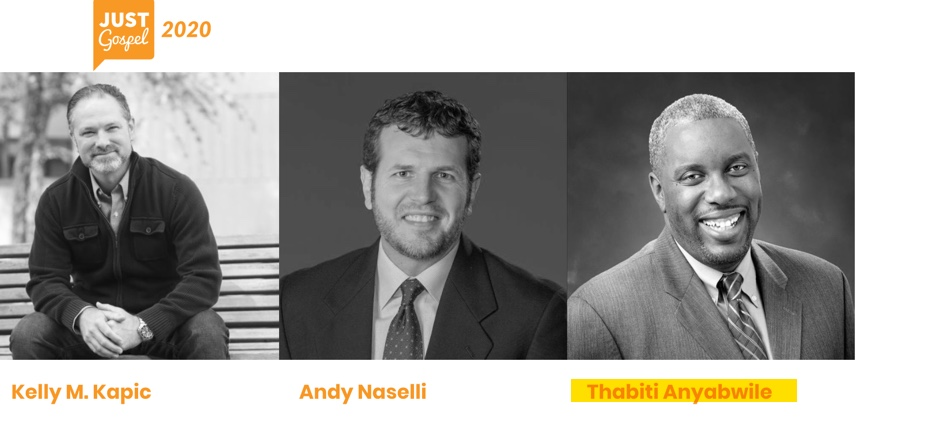 JUST
Gospel
2020
Kelly M. Kapic
Andy Naselli
Thabiti Anyabwile